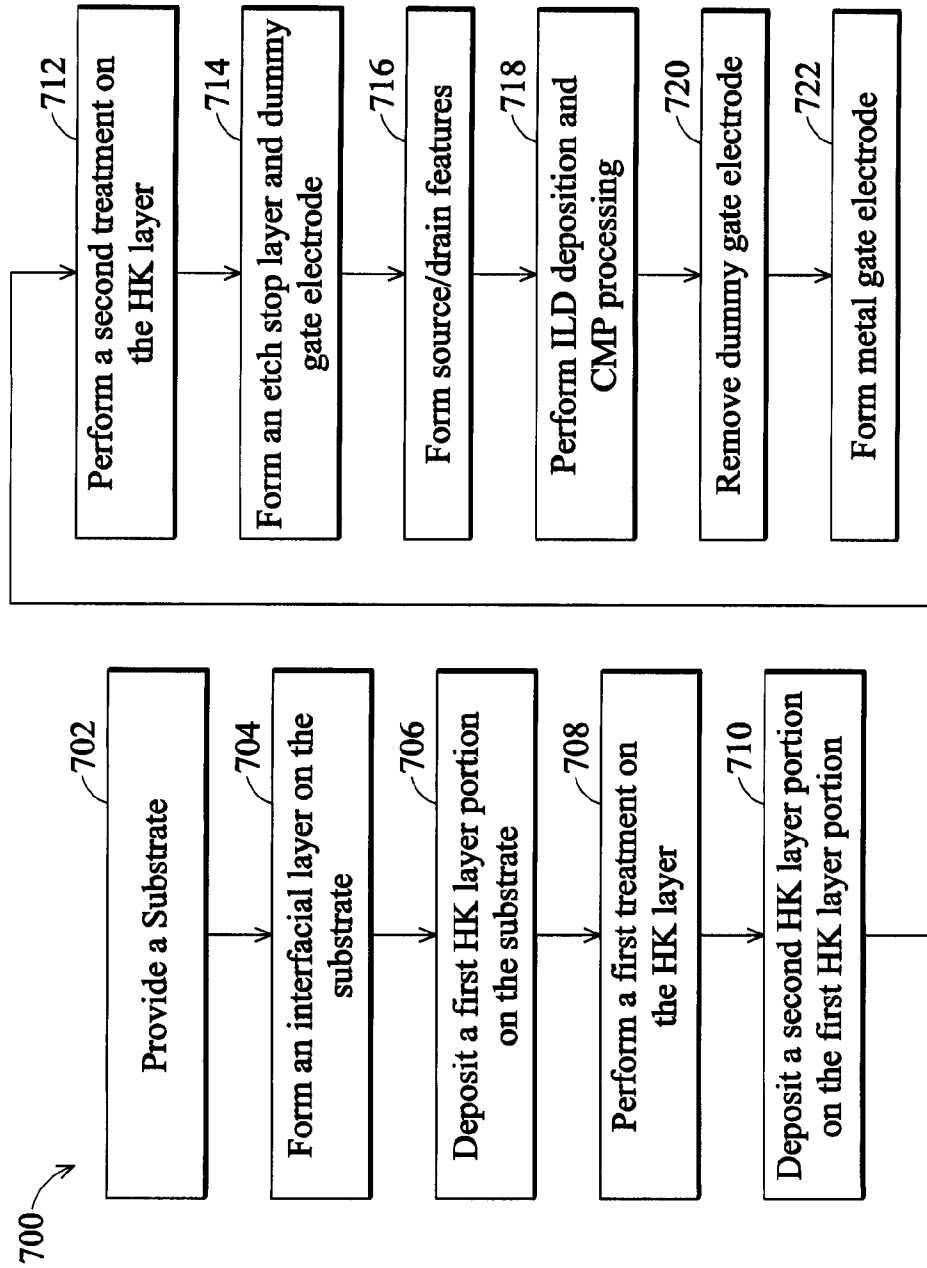 700
702
Provide a Substrate
704
Form an interfacial layer on the
substrate
706
Deposit a first HK layer portion
on the substrate
708
Perform a first treatment on
the HK layer
710
Deposit a second HK layer portion
on the first HK layer portion
712
Perform a second treatment on
the HK layer
714
Form an etch stop layer and dummy
gate electrode
716
Form source/drain features
718
Perform ILD deposition and
CMP processing
720
Remove dummy gate electrode
722
Form metal gate electrode